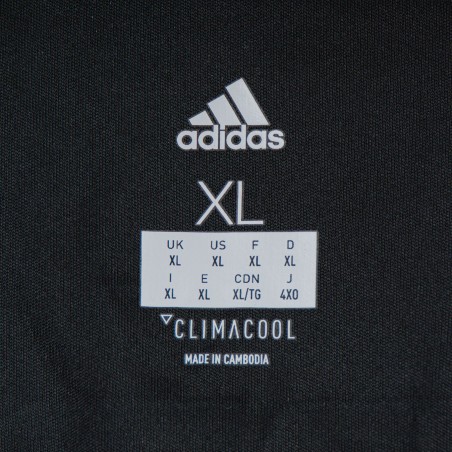 adidas
XL
UK US F D
XL XL XL XL
I E CDN J
XL XL XL/TG 4XO
CLIMACOOL
MADE IN CAMBODIA